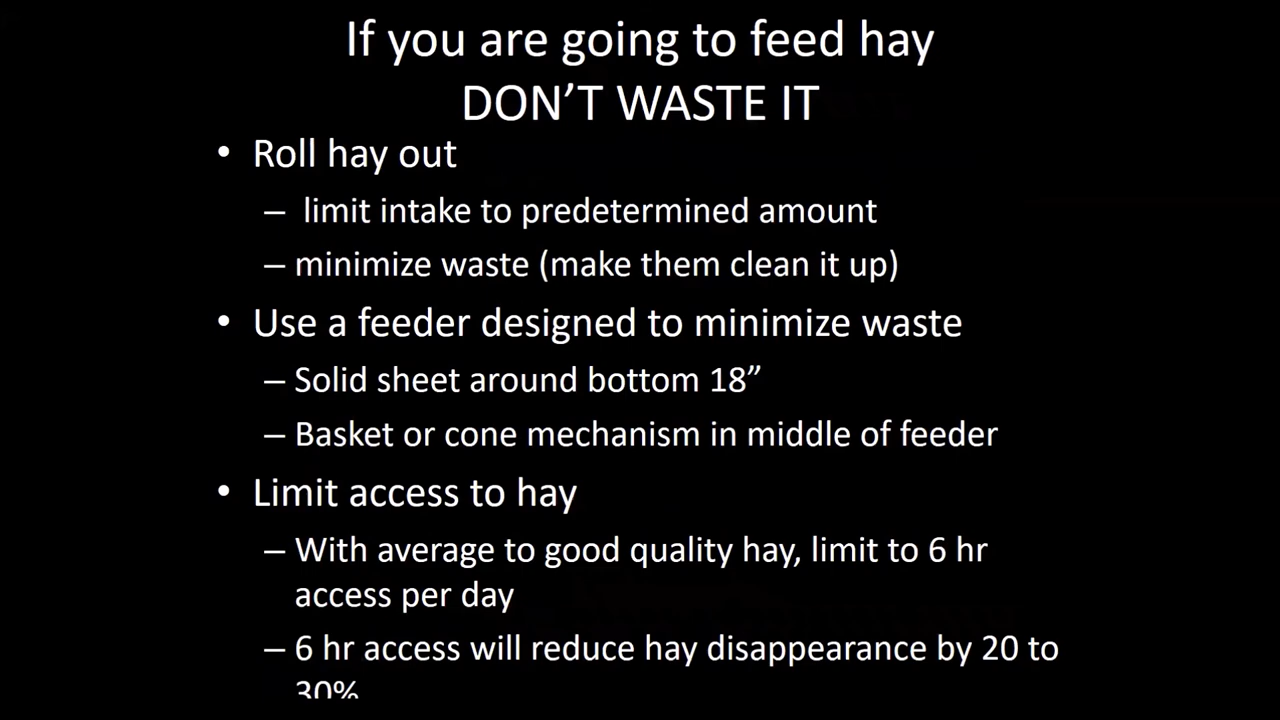 If you are going to feed hay
DON’T WASTE IT
• Roll hay out
– limit intake to predetermined amount
– minimize waste (make them clean it up)
• Use a feeder designed to minimize waste
– Solid sheet around bottom 18”
– Basket or cone mechanism in middle of feeder
• Limit access to hay
– With average to good quality hay, limit to 6 hr
access per day
– 6 hr access will reduce hay disappearance by 20 to
30%